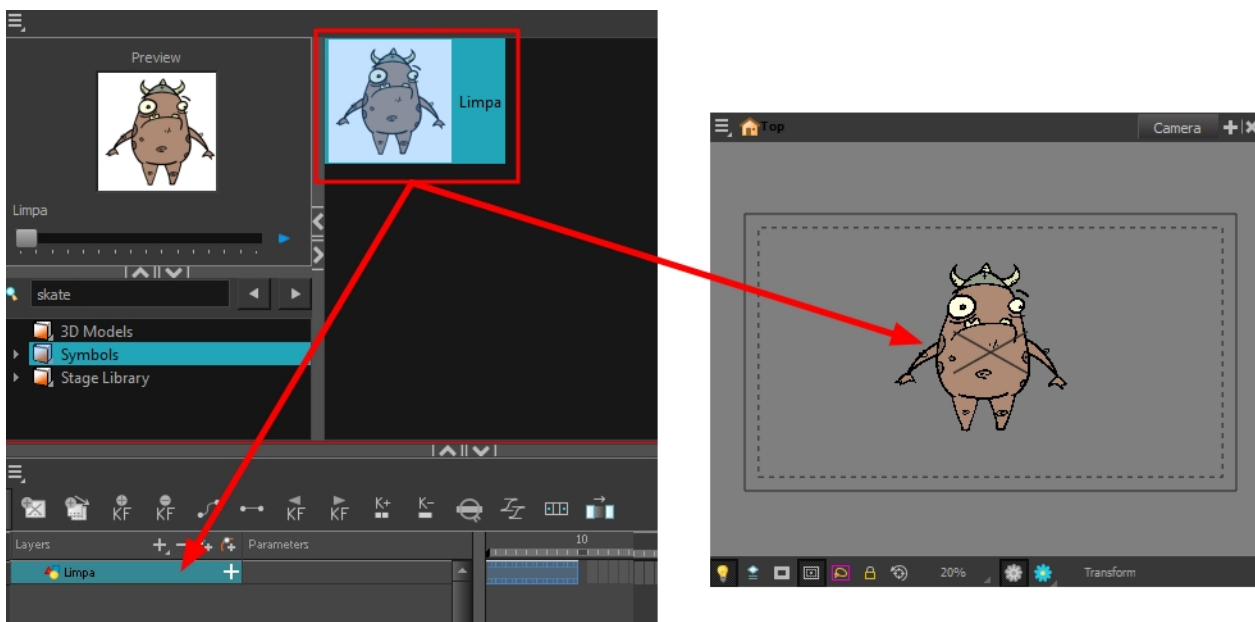 Preview
Limpa
Limpa
skate
3D Models
Symbols
Stage Library
KF
KF
KF
KF
K+
K-
Layers
Parameters
10
Limpa
Top
Camera
20%
Transform